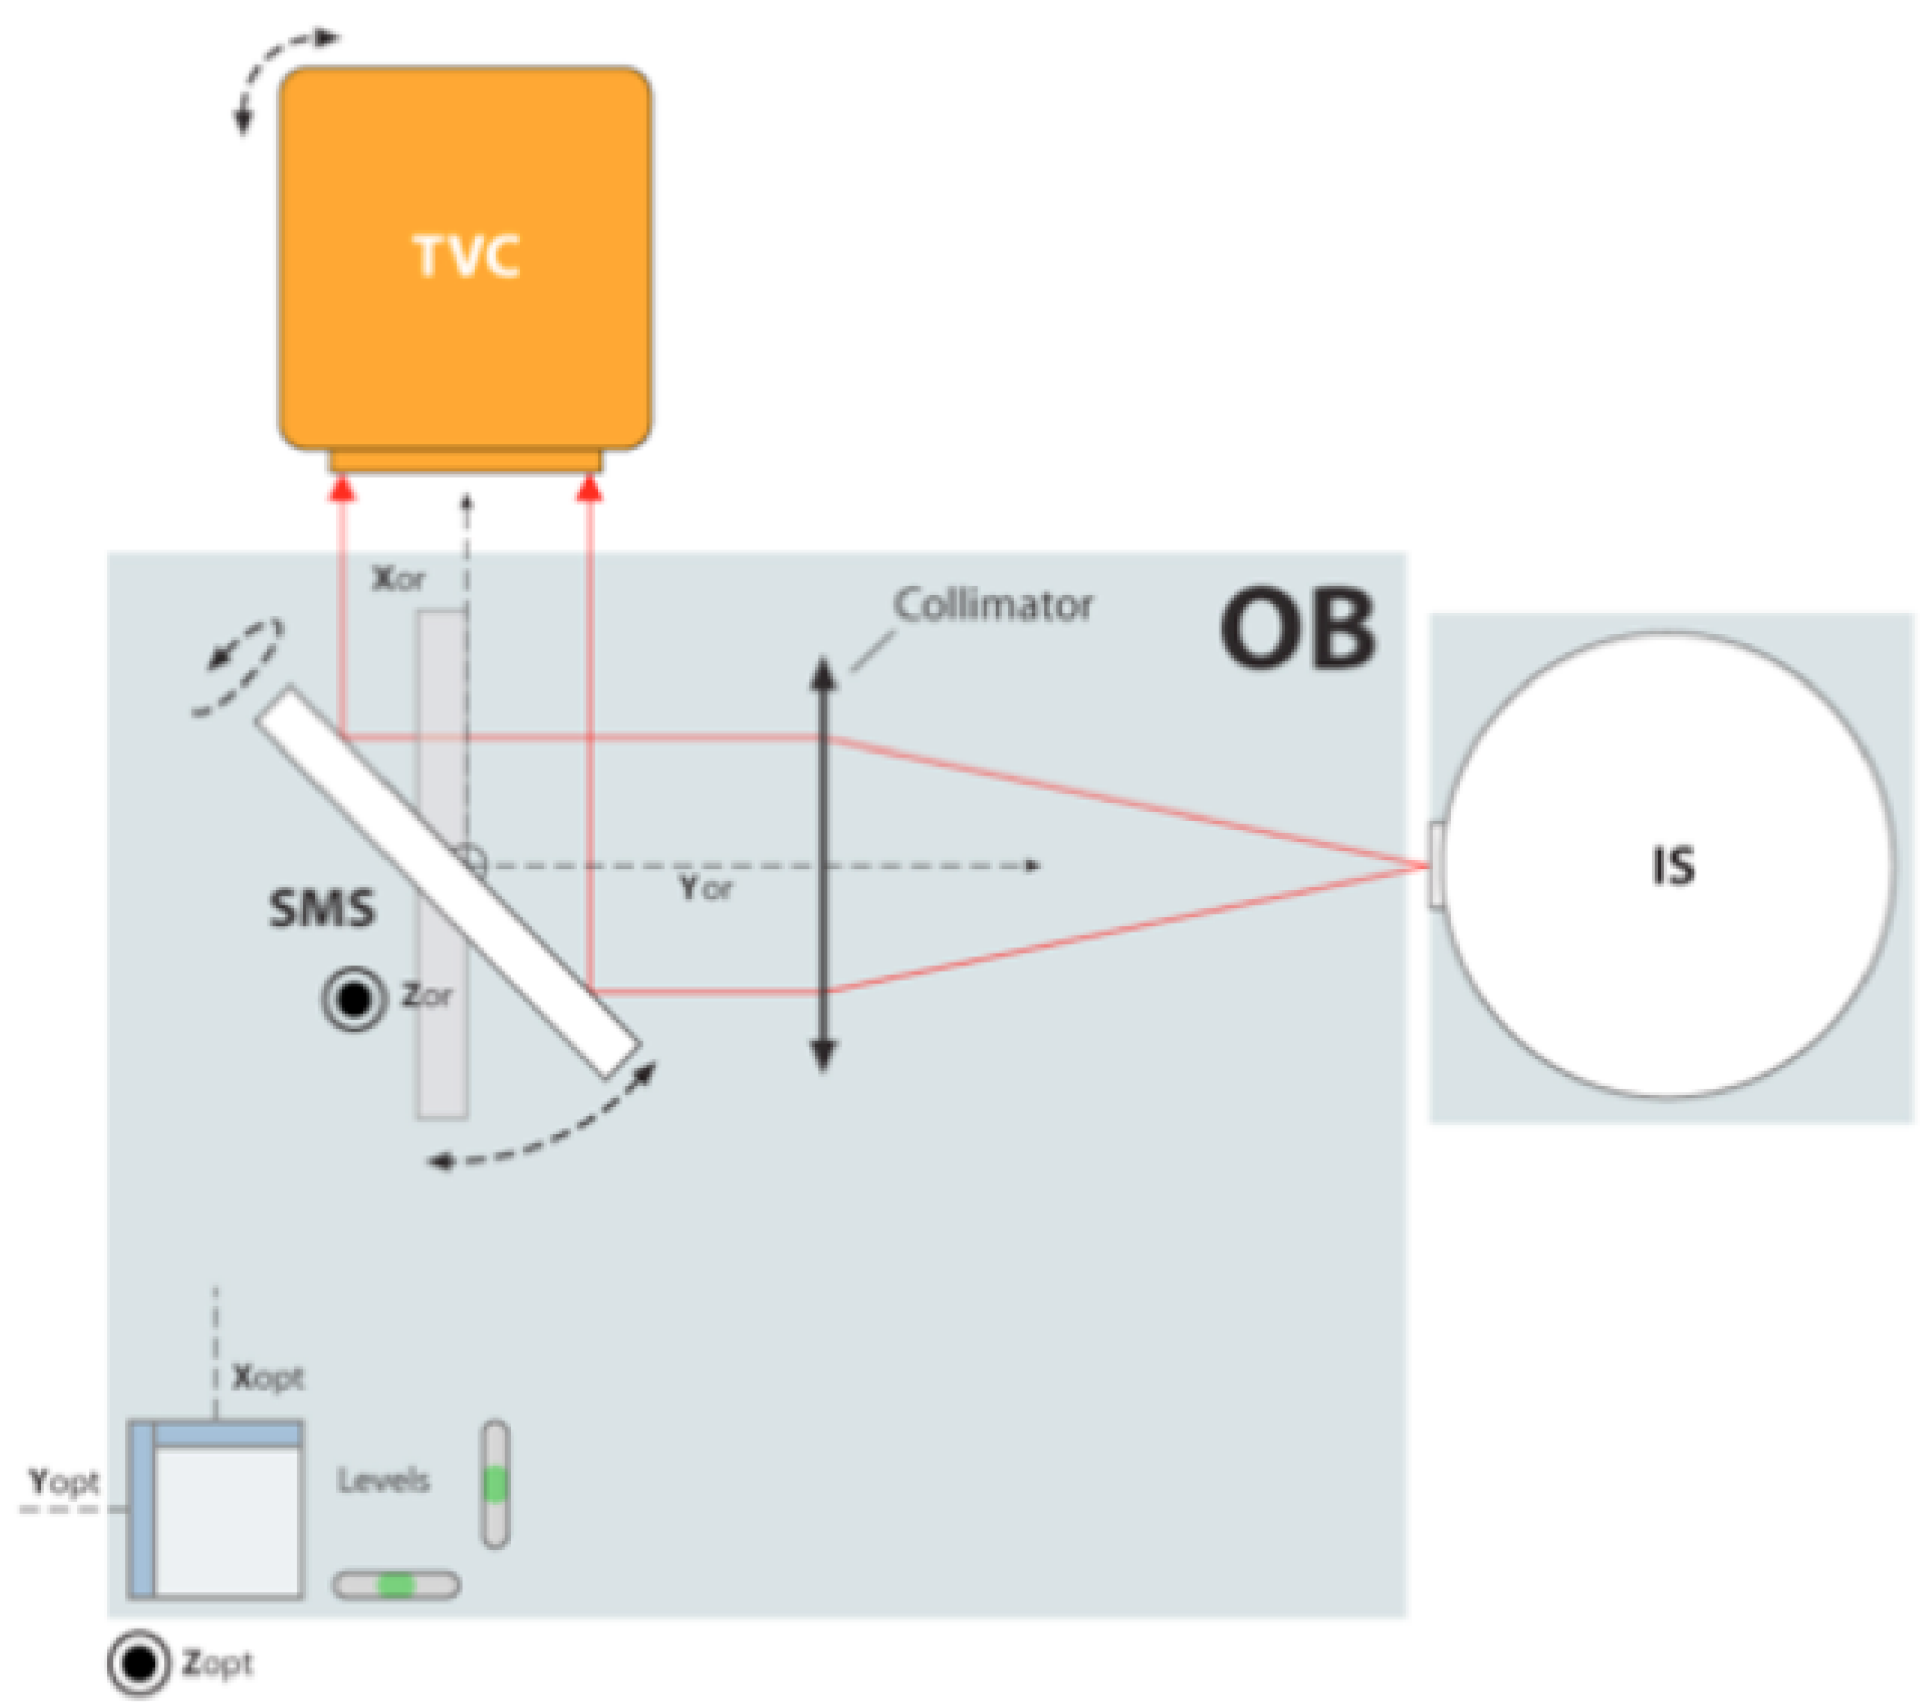 TVC
Xor
Collimator
OB
IS
Yor
SMS
Zor
Xopt
Yopt
Levels
Zopt